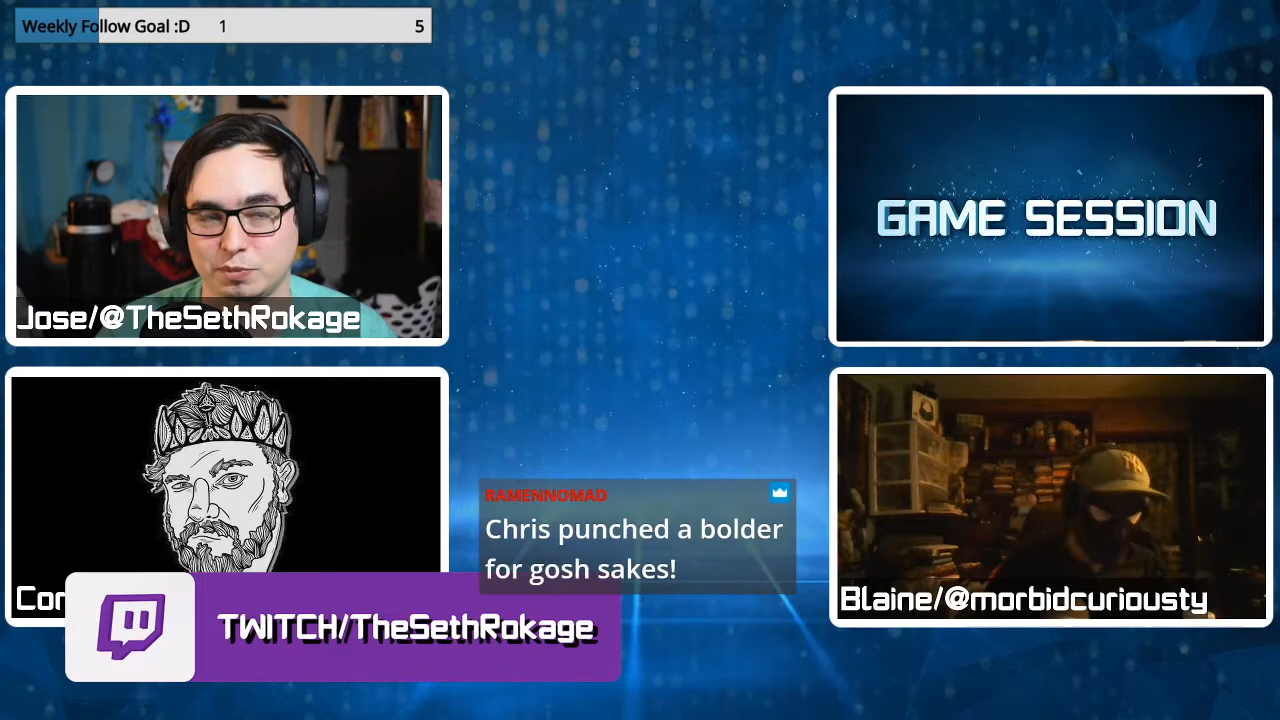 Weekly Follow Goal :D 1 5
Jose/@TheSethRokage
GAME SESSION
RAMENNOMAD
Chris punched a bolder
for gosh sakes!
Blaine/@morbidcuriousty
TWITCH/TheSethRokage